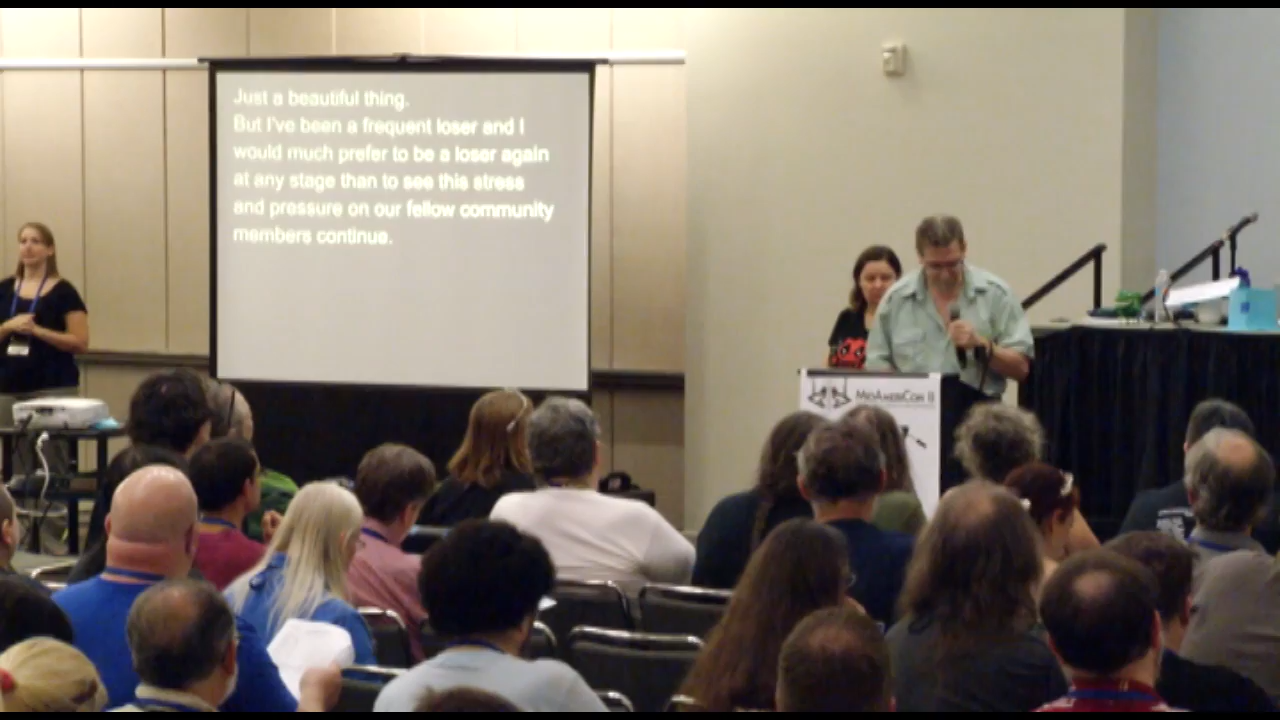 Just a beautiful thing.
But I've been a frequent loser and I
would much prefer to be a loser again
at any stage than to see this stress
and pressure on our fellow community
members continue.
MidAmeriCon II